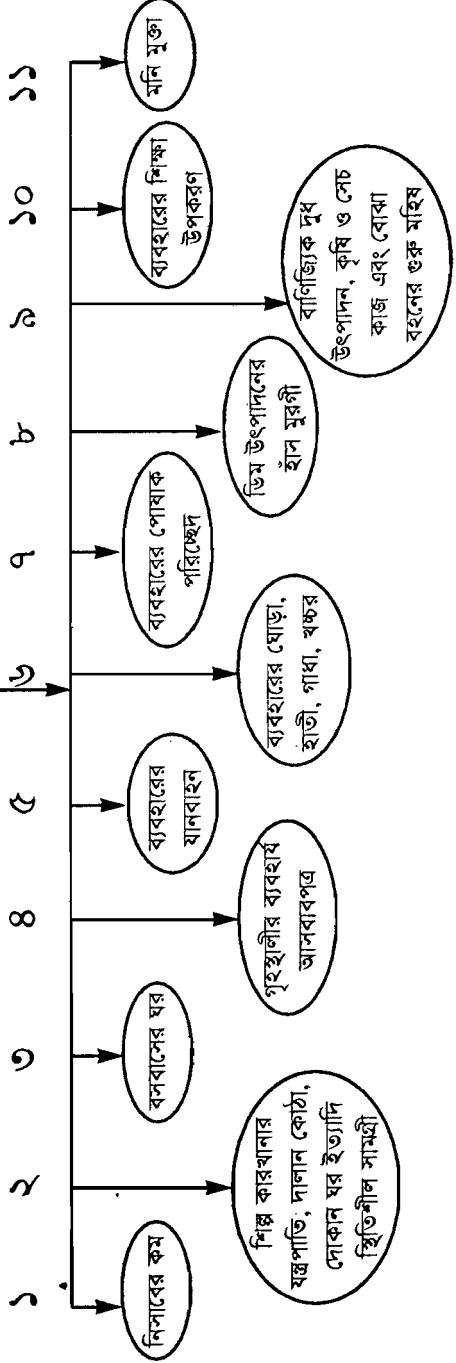 ১
২
৩
৪
৫
৬
৭
৮
৯
১০
১১
নিসাবের কম
শিল্প কারখানার
যন্ত্রপাতি; দালান কোঠা,
দোকান ঘর ইত্যাদি
স্থিতিশীল সামগ্রী
বসবাসের ঘর
গৃহস্থালীর ব্যবহার্য
আসবাবপত্র
ব্যবহারের
যানবাহন
ব্যবহারের ঘোড়া,
হাতী, গাধা, খচ্চর
ব্যবহারের পোষাক
পরিচ্ছেদ
ডিম উৎপাদনের
হাঁস মুরগী
বাণিজ্যিক দুধ
উৎপাদন, কৃষি ও সেচ
কাজ এবং বোঝা
বহনের গুরু মহিষ
ব্যবহারের শিক্ষা
উপকরণ
মনি মুক্তা